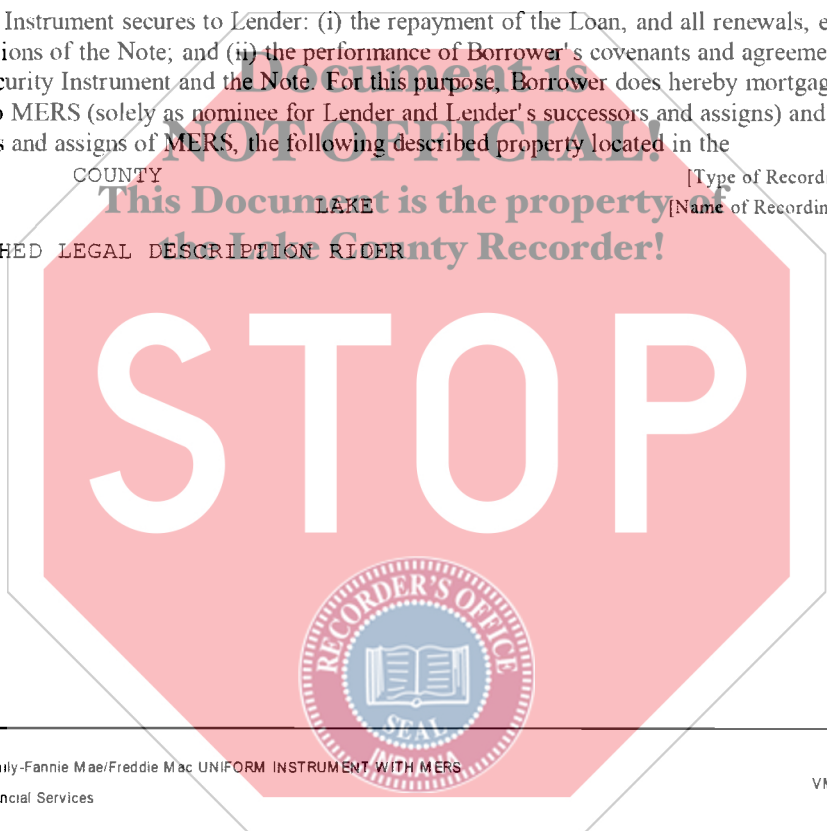 Instrument secures to Lender: (i) the repayment of the Loan, and all renewals, e
ions of the Note; and (ii) the performance of Borrower's covenants and agreeme
curity Instrument and the Note. For this purpose, Borrower does hereby mortgag
MERS (solely as nominee for Lender and Lender's successors and assigns) and
s and assigns of MERS, the following described property located in the
COUNTY [Type of Record
LAKE [Name of Recordin
HED LEGAL DESCRIPTION RIDER
Document is
NOT OFFICIAL!
This Document is the property of
the Lake County Recorder!
STOP
RECORDER'S OFFICE
SEAL
INDIANA
ily-Fannie Mae/Freddie Mac UNIFORM INSTRUMENT WITH MERS
ncial Services
VM